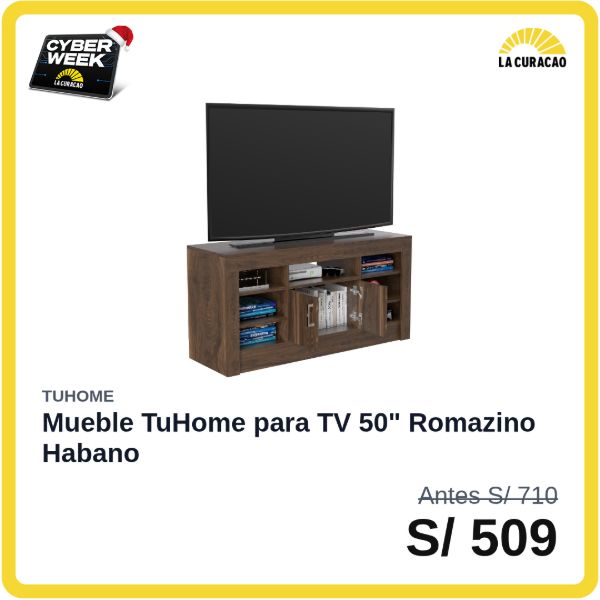 CYBER
WEEK
LA CURACAO
LA CURACAO
TUHOME
Mueble TuHome para TV 50" Romazino
Habano
Antes S/ 710
S/ 509